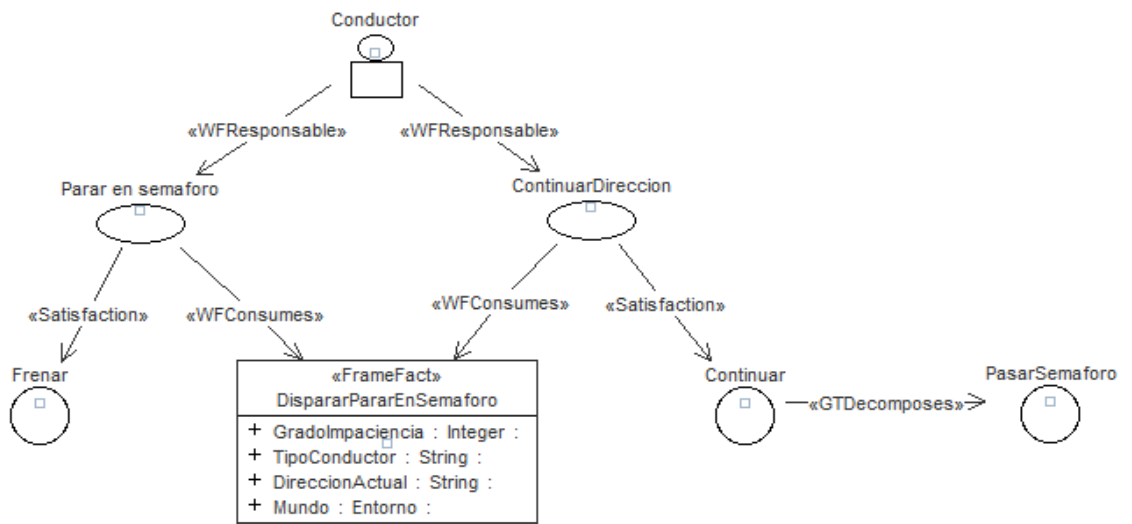 Conductor
«WFResponsable»
«WFResponsable»
Parar en semaforo
ContinuarDireccion
«Satisfaction»
«WFConsumes»
«WFConsumes»
«Satisfaction»
Frenar
«FrameFact»
DispararPararEnSemaforo
+ GradoImpaciencia : Integer :
+ TipoConductor : String :
+ DireccionActual : String :
+ Mundo : Entorno :
Continuar
«GTDecomposes»
PasarSemaforo